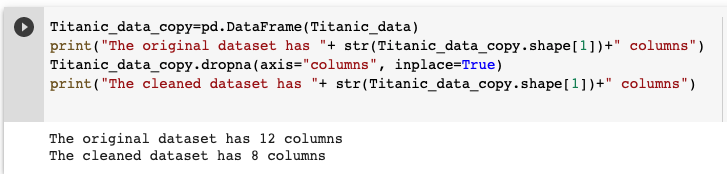 Titanic_data_copy=pd.DataFrame(Titanic_data)
print("The original dataset has "+ str(Titanic_data_copy.shape[1])+" columns")
Titanic_data_copy.dropna(axis="columns", inplace=True)
print("The cleaned dataset has "+ str(Titanic_data_copy.shape[1])+" columns")
The original dataset has 12 columns
The cleaned dataset has 8 columns